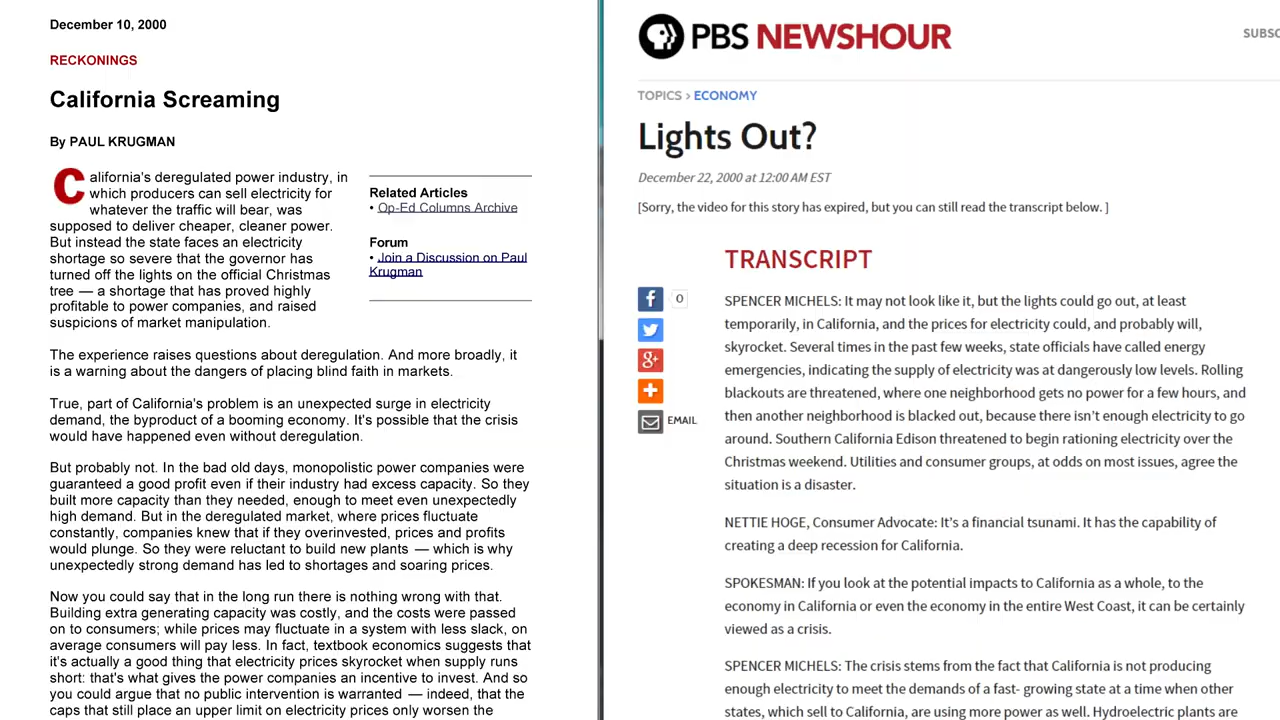 December 10, 2000
RECKONINGS
California Screaming
By PAUL KRUGMAN
California's deregulated power industry, in
which producers can sell electricity for
whatever the traffic will bear, was
supposed to deliver cheaper, cleaner power.
But instead the state faces an electricity
shortage so severe that the governor has
turned off the lights on the official Christmas
tree — a shortage that has proved highly
profitable to power companies, and raised
suspicions of market manipulation.
Related Articles
• Op-Ed Columns Archive
Forum
• Join a Discussion on Paul
Krugman
The experience raises questions about deregulation. And more broadly, it
is a warning about the dangers of placing blind faith in markets.
True, part of California's problem is an unexpected surge in electricity
demand, the byproduct of a booming economy. It's possible that the crisis
would have happened even without deregulation.
But probably not. In the bad old days, monopolistic power companies were
guaranteed a good profit even if their industry had excess capacity. So they
built more capacity than they needed, enough to meet even unexpectedly
high demand. But in the deregulated market, where prices fluctuate
constantly, companies knew that if they overinvested, prices and profits
would plunge. So they were reluctant to build new plants — which is why
unexpectedly strong demand has led to shortages and soaring prices.
Now you could say that in the long run there is nothing wrong with that.
Building extra generating capacity was costly, and the costs were passed
on to consumers; while prices may fluctuate in a system with less slack, on
average consumers will pay less. In fact, textbook economics suggests that
it's actually a good thing that electricity prices skyrocket when supply runs
short: that's what gives the power companies an incentive to invest. And so
you could argue that no public intervention is warranted — indeed, that the
caps that still place an upper limit on electricity prices only worsen the
PBS NEWSHOUR
SUBSC
TOPICS > ECONOMY
Lights Out?
December 22, 2000 at 12:00 AM EST
[Sorry, the video for this story has expired, but you can still read the transcript below. ]
TRANSCRIPT
0
EMAIL
SPENCER MICHELS: It may not look like it, but the lights could go out, at least
temporarily, in California, and the prices for electricity could, and probably will,
skyrocket. Several times in the past few weeks, state officials have called energy
emergencies, indicating the supply of electricity was at dangerously low levels. Rolling
blackouts are threatened, where one neighborhood gets no power for a few hours, and
then another neighborhood is blacked out, because there isn't enough electricity to go
around. Southern California Edison threatened to begin rationing electricity over the
Christmas weekend. Utilities and consumer groups, at odds on most issues, agree the
situation is a disaster.
NETTIE HOGE, Consumer Advocate: It's a financial tsunami. It has the capability of
creating a deep recession for California.
SPOKESMAN: If you look at the potential impacts to California as a whole, to the
economy in California or even the economy in the entire West Coast, it can be certainly
viewed as a crisis.
SPENCER MICHELS: The crisis stems from the fact that California is not producing
enough electricity to meet the demands of a fast- growing state at a time when other
states, which sell to California, are using more power as well. Hydroelectric plants are